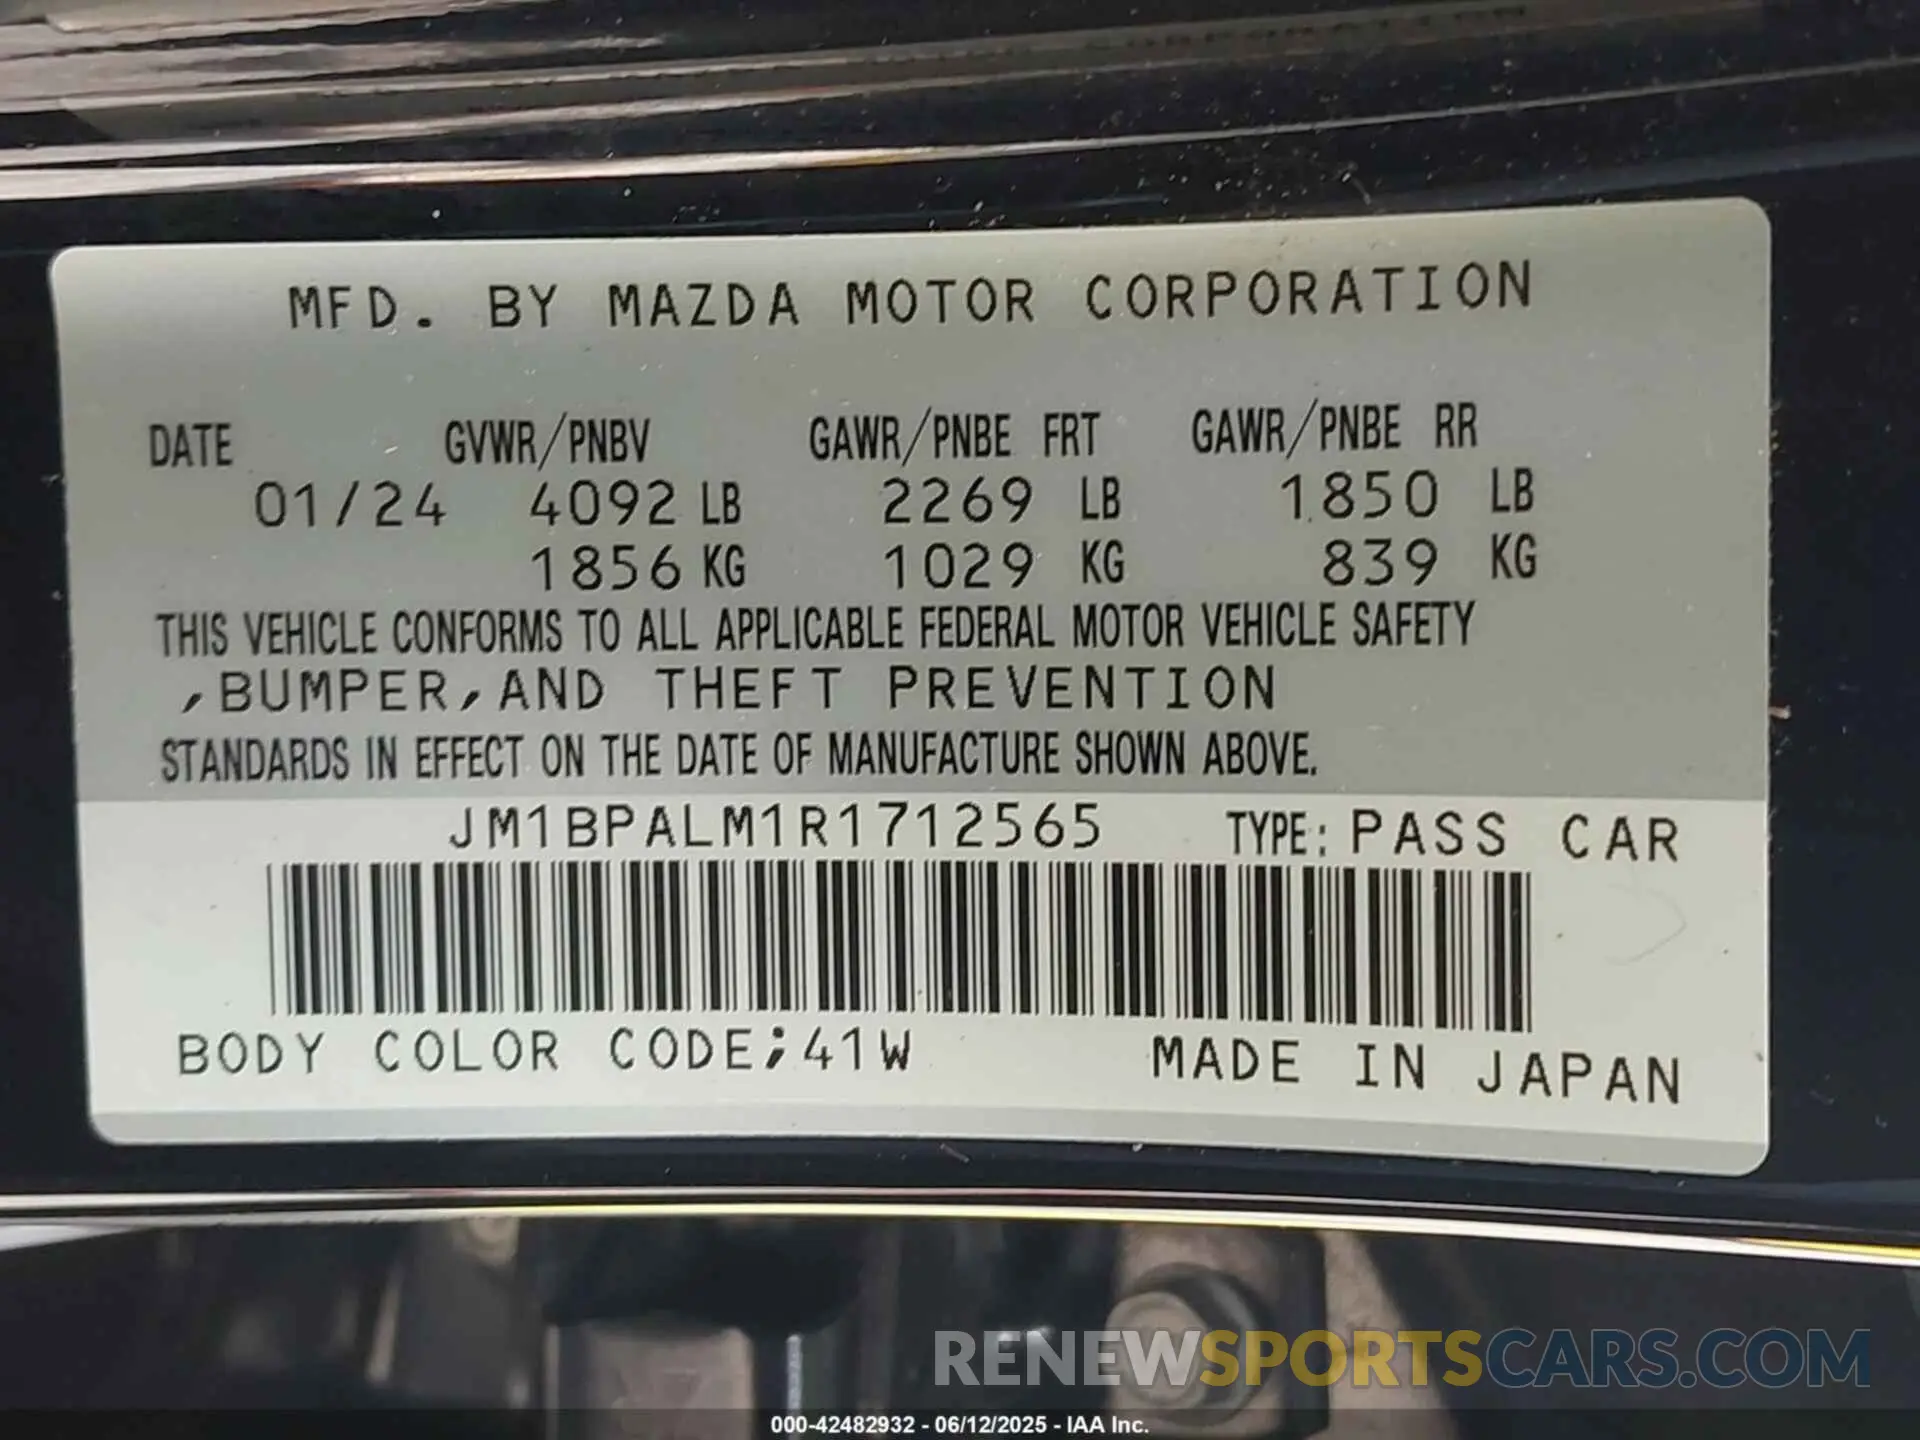 MFD. BY MAZDA MOTOR CORPORATION
DATE GVWR/PNBV GAWR/PNBE FRT GAWR/PNBE RR
01/24 4092 LB 2269 LB 1850 LB
1856 KG 1029 KG 839 KG
THIS VEHICLE CONFORMS TO ALL APPLICABLE FEDERAL MOTOR VEHICLE SAFETY
,BUMPER,AND THEFT PREVENTION
STANDARDS IN EFFECT ON THE DATE OF MANUFACTURE SHOWN ABOVE.
JM1BPALM1R1712565 TYPE: PASS CAR
BODY COLOR CODE;41W MADE IN JAPAN
RENEWSPORTSCARS.COM
000-42482932 - 06/12/2025 - IAA Inc.